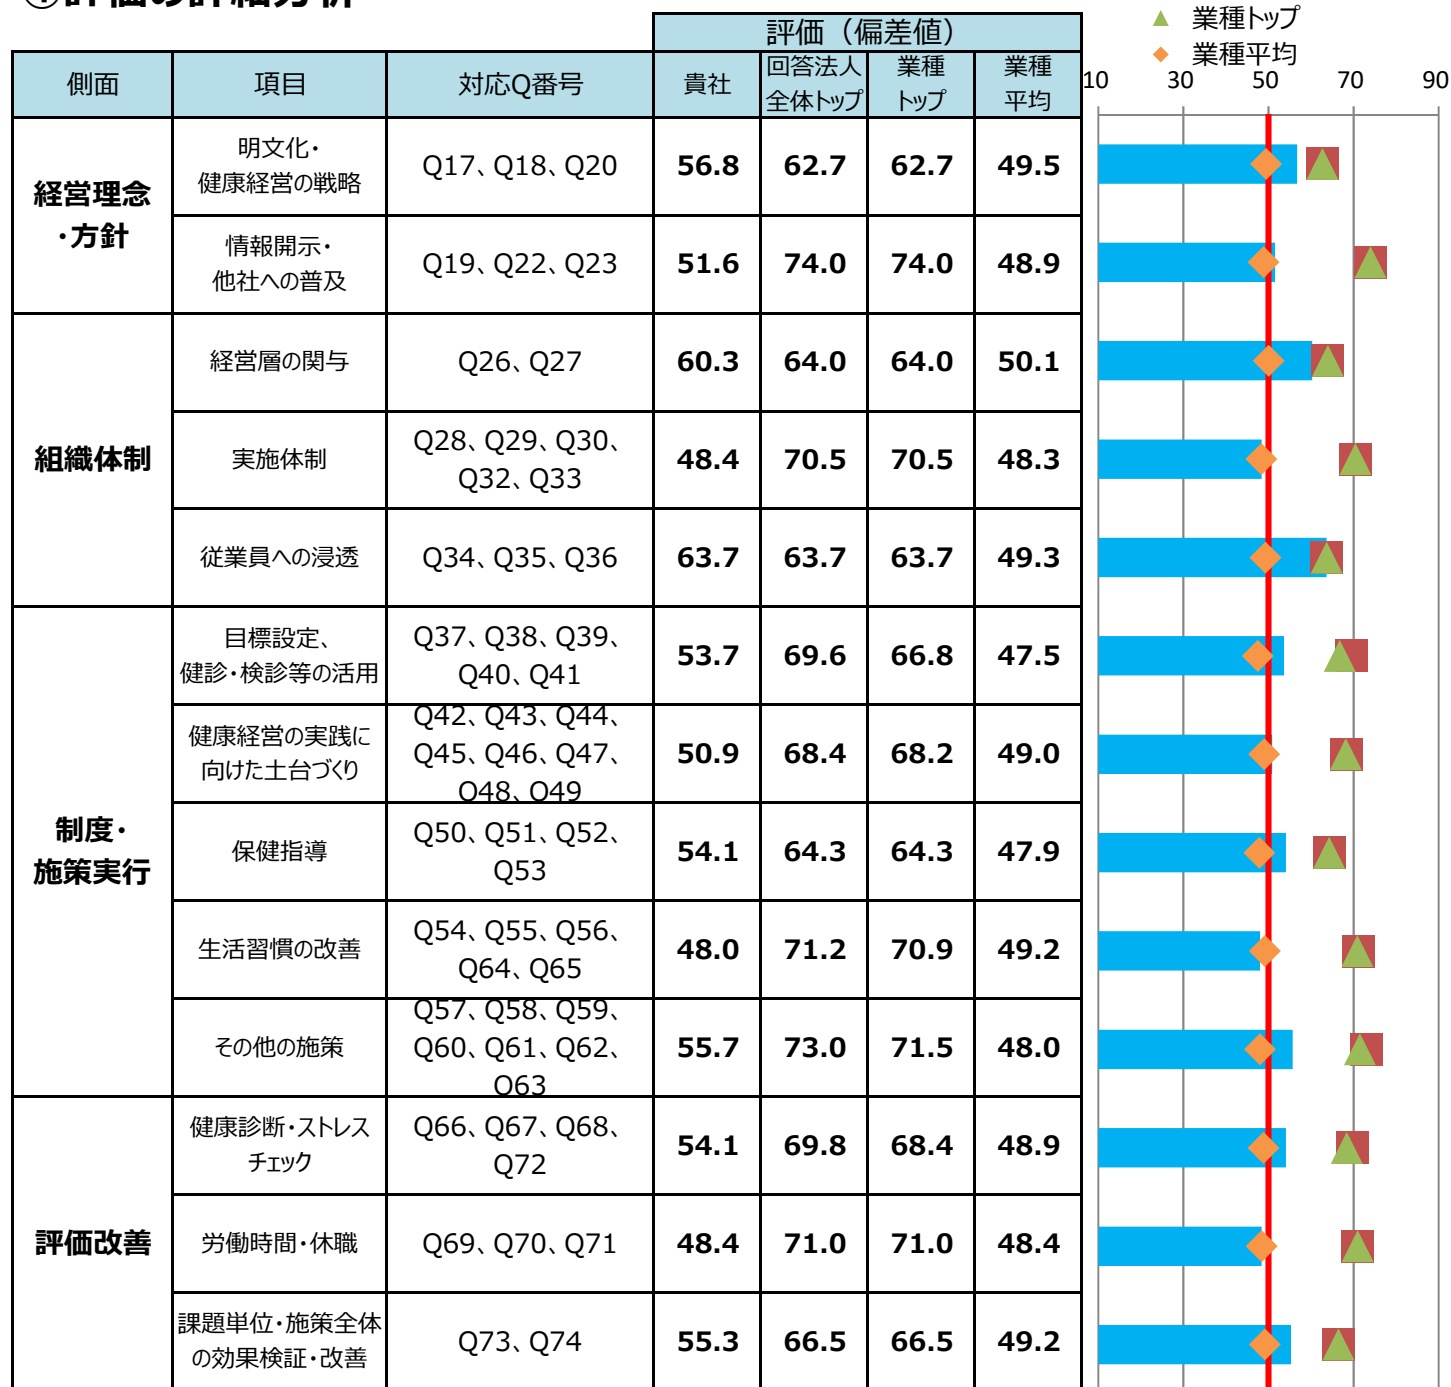 ①評価の詳細分析
▲ 業種トップ
◆ 業種平均
10 30 50 70 90
評価（偏差値）
側面 項目 対応Q番号 貴社 回答法人 業種 業種
全体トップ トップ 平均
経営理念
・方針
明文化・
健康経営の戦略
Q17、Q18、Q20 56.8 62.7 62.7 49.5
情報開示・
他社への普及
Q19、Q22、Q23 51.6 74.0 74.0 48.9
組織体制
経営層の関与 Q26、Q27 60.3 64.0 64.0 50.1
実施体制
Q28、Q29、Q30、
Q32、Q33
48.4 70.5 70.5 48.3
従業員への浸透 Q34、Q35、Q36 63.7 63.7 63.7 49.3
制度・
施策実行
目標設定、
健診・検診等の活用
Q37、Q38、Q39、
Q40、Q41
53.7 69.6 66.8 47.5
健康経営の実践に
向けた土台づくり
Q42、Q43、Q44、
Q45、Q46、Q47、
Q48、Q49
50.9 68.4 68.2 49.0
保健指導
Q50、Q51、Q52、
Q53
54.1 64.3 64.3 47.9
生活習慣の改善
Q54、Q55、Q56、
Q64、Q65
48.0 71.2 70.9 49.2
その他の施策
Q57、Q58、Q59、
Q60、Q61、Q62、
Q63
55.7 73.0 71.5 48.0
評価改善
健康診断・ストレス
チェック
Q66、Q67、Q68、
Q72
54.1 69.8 68.4 48.9
労働時間・休職 Q69、Q70、Q71 48.4 71.0 71.0 48.4
課題単位・施策全体
の効果検証・改善
Q73、Q74 55.3 66.5 66.5 49.2